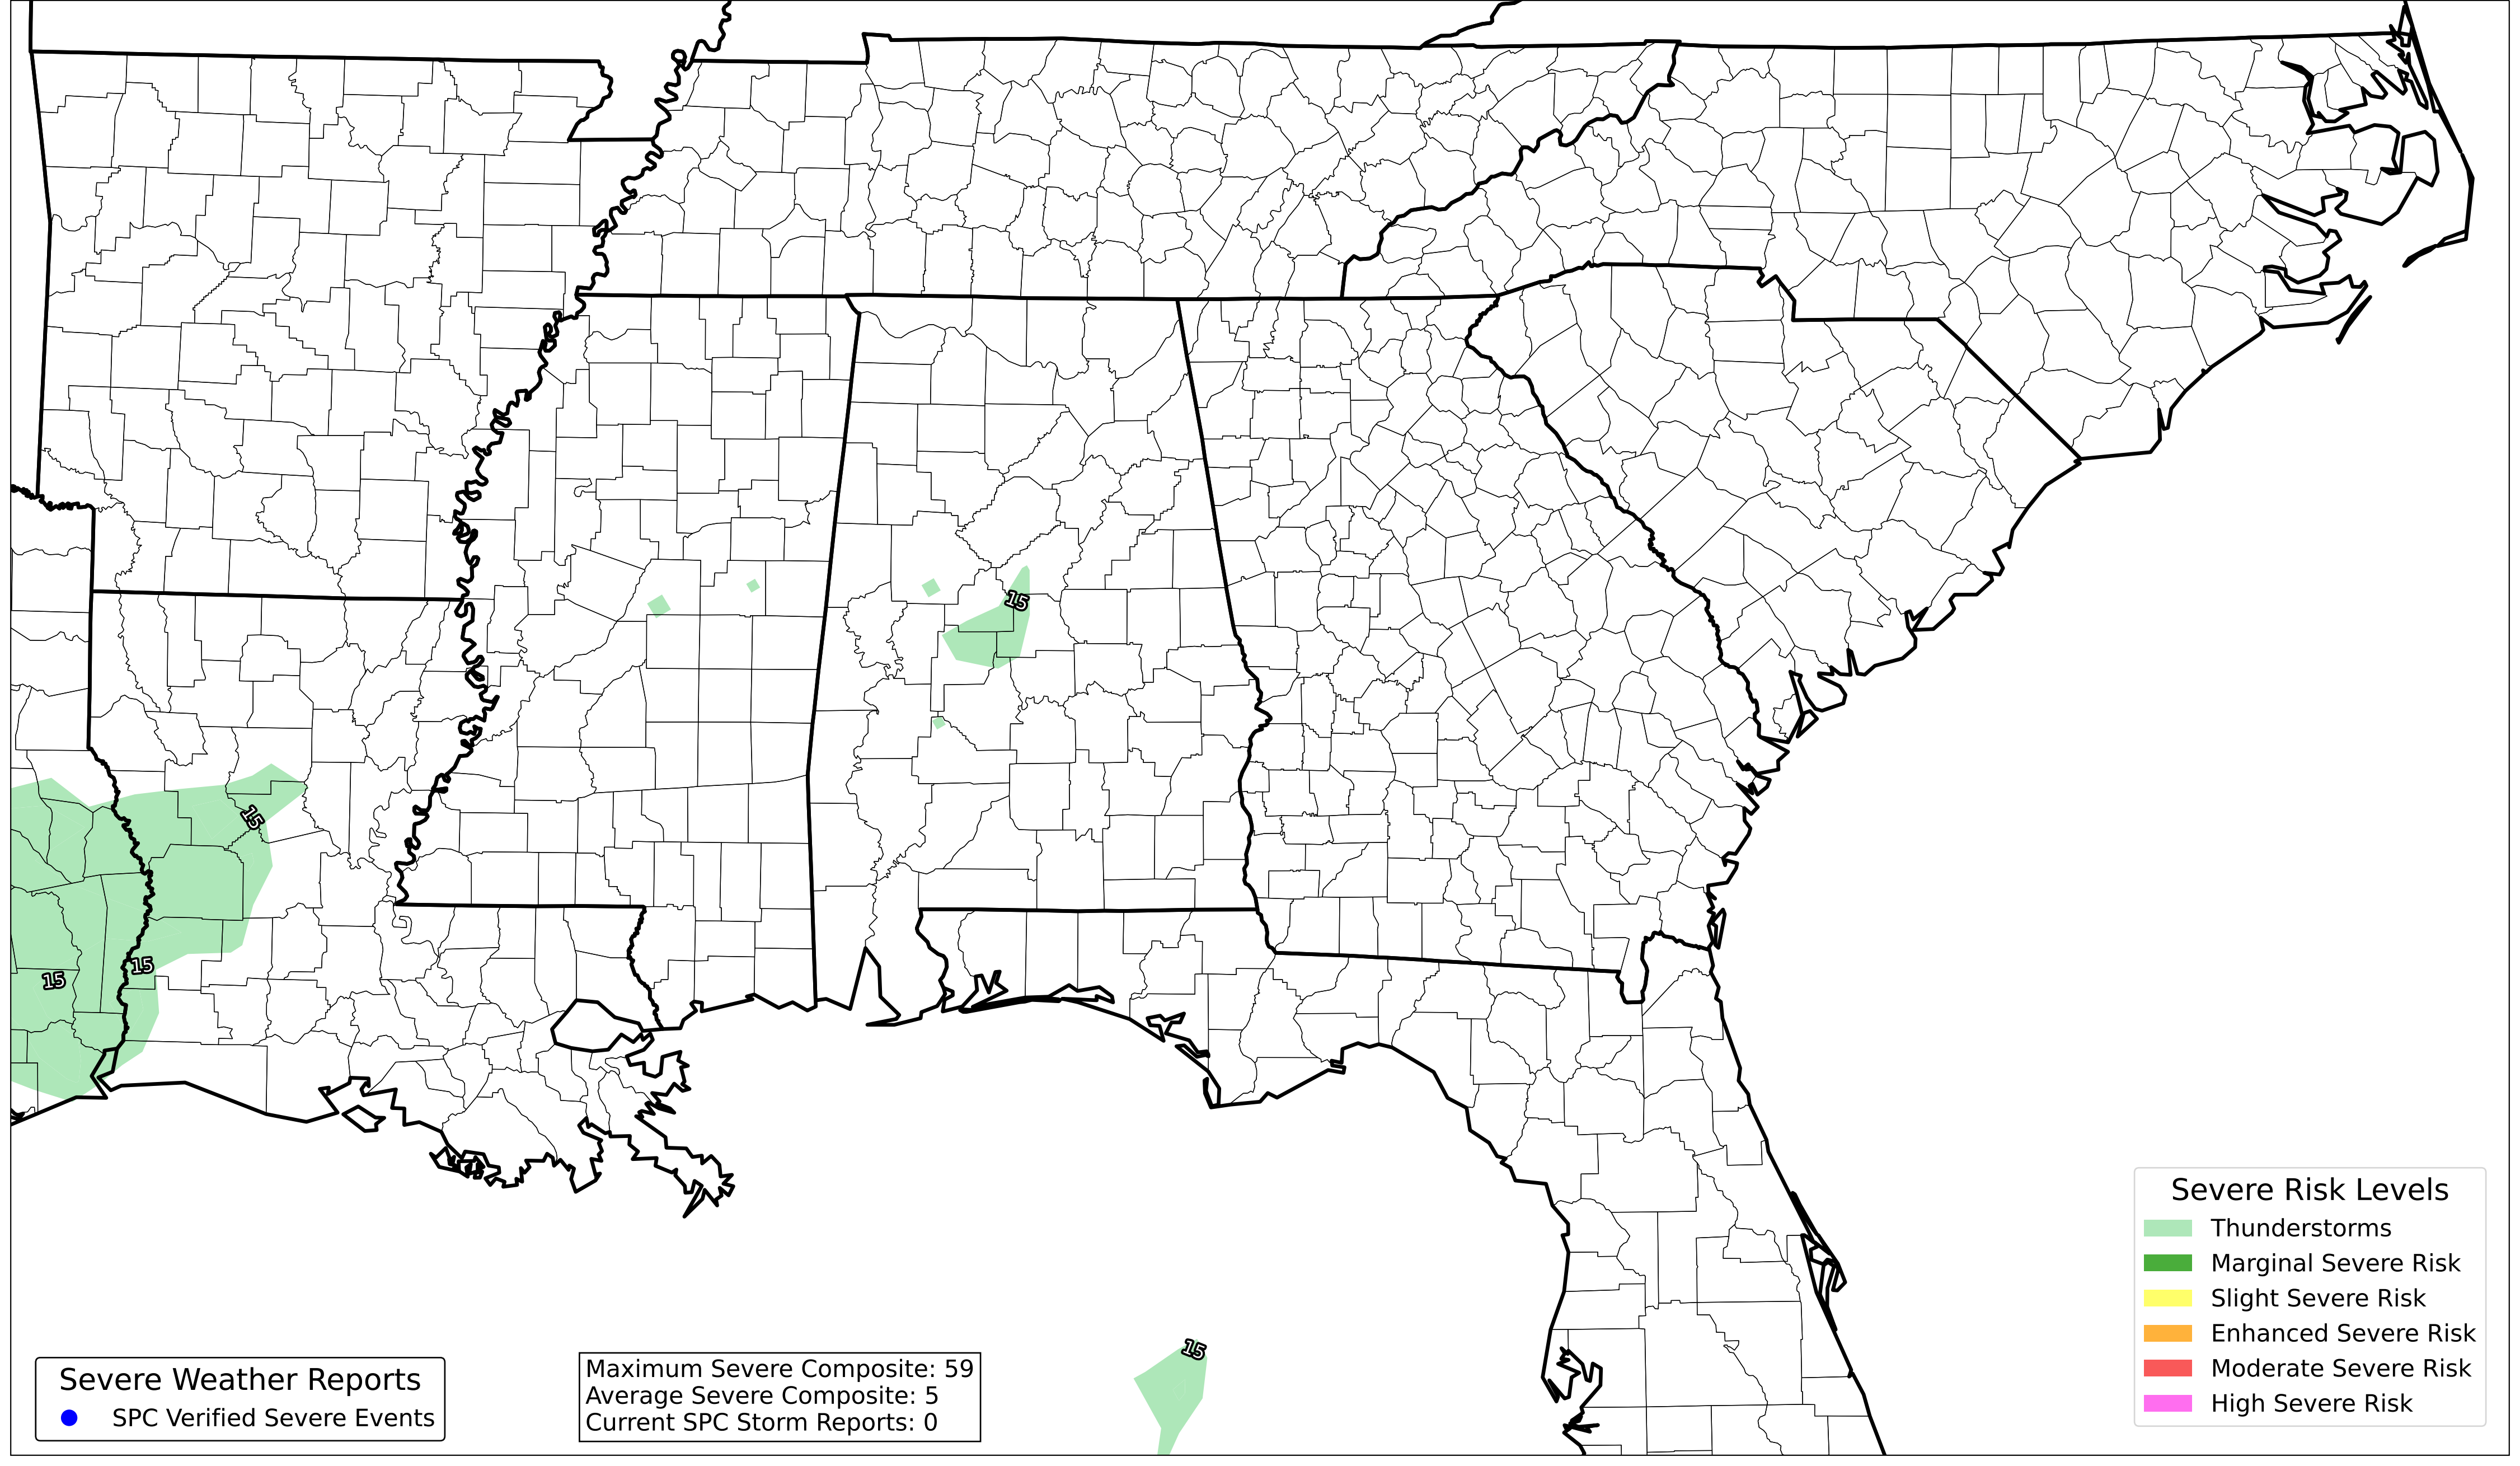 15
15
15
15
15
Severe Risk Levels
Thunderstorms
Marginal Severe Risk
Slight Severe Risk
Enhanced Severe Risk
Moderate Severe Risk
High Severe Risk
Severe Weather Reports
SPC Verified Severe Events
Maximum Severe Composite: 59
Average Severe Composite: 5
Current SPC Storm Reports: 0